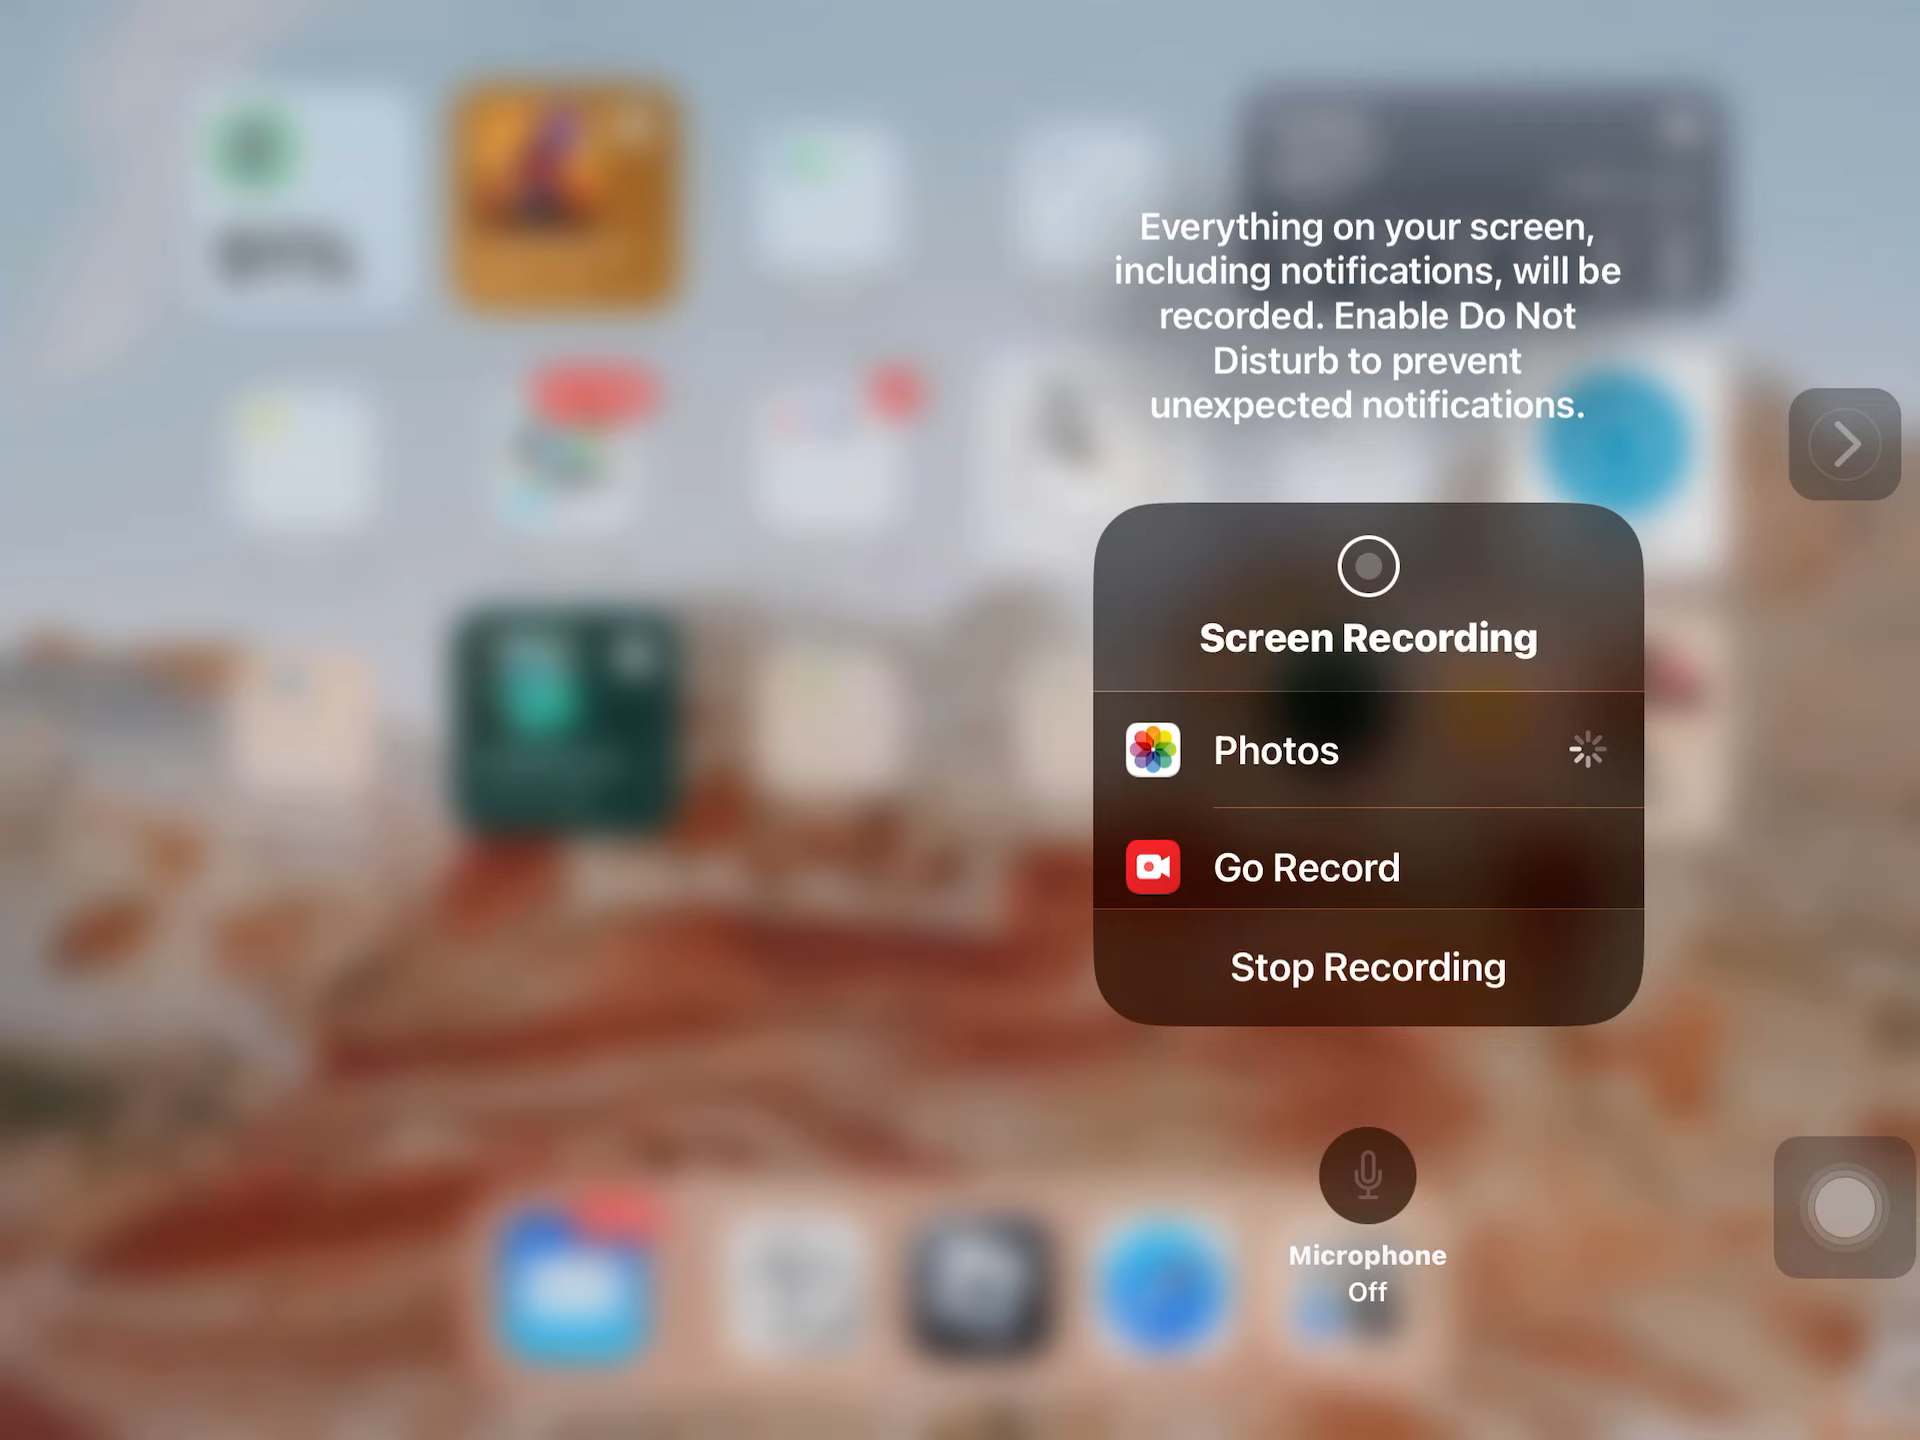 Everything on your screen,
including notifications, will be
recorded. Enable Do Not
Disturb to prevent
unexpected notifications.
Screen Recording
Photos
Go Record
Stop Recording
Microphone
Off